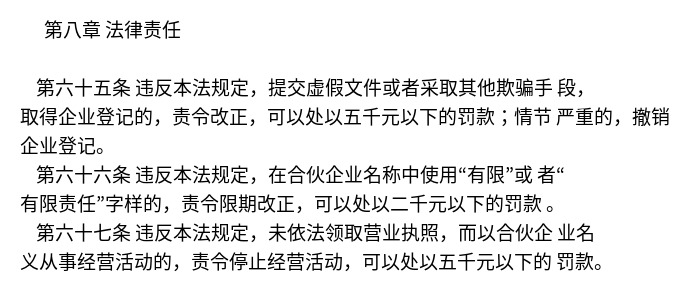 第八章 法律责任
第六十五条 违反本法规定，提交虚假文件或者采取其他欺骗手 段，
取得企业登记的，责令改正，可以处以五千元以下的罚款；情节 严重的，撤销
企业登记。
第六十六条 违反本法规定，在合伙企业名称中使用“有限”或 者“
有限责任”字样的，责令限期改正，可以处以二千元以下的罚款 。
第六十七条 违反本法规定，未依法领取营业执照，而以合伙企 业名
义从事经营活动的，责令停止经营活动，可以处以五千元以下的 罚款。